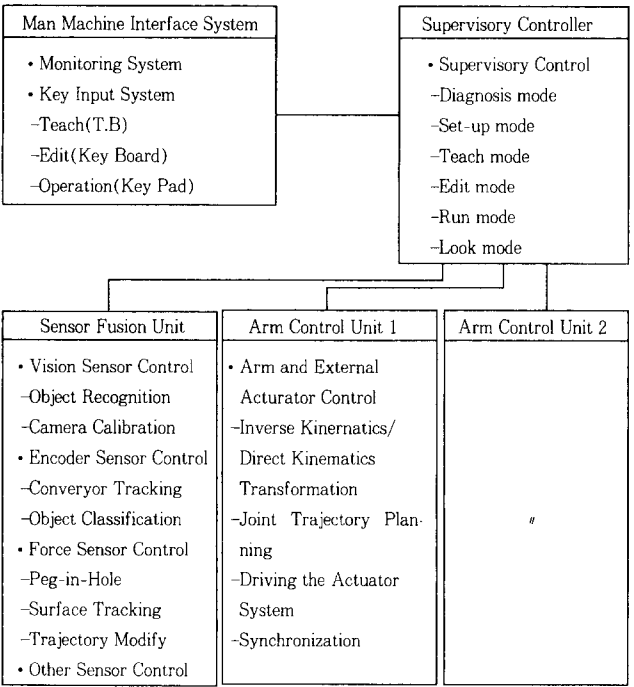 Man Machine Interface System
• Monitoring System
• Key Input System
-Teach(T.B)
-Edit(Key Board)
-Operation(Key Pad)
Supervisory Controller
• Supervisory Control
-Diagnosis mode
-Set-up mode
-Teach mode
-Edit mode
-Run mode
-Look mode
Sensor Fusion Unit
• Vision Sensor Control
-Object Recognition
-Camera Calibration
• Encoder Sensor Control
-Converyor Tracking
-Object Classification
• Force Sensor Control
-Peg-in-Hole
-Surface Tracking
-Trajectory Modify
• Other Sensor Control
Arm Control Unit 1
• Arm and External
Acturator Control
-Inverse Kinernatics/
Direct Kinematics
Transformation
-Joint Trajectory Plan-
ning
-Driving the Actuator
System
-Synchronization
Arm Control Unit 2
〃